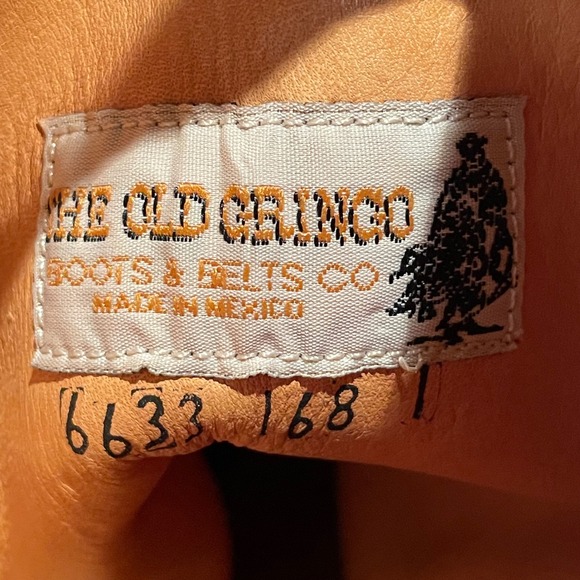 THE OLD GRINGO
BOOTS & BELTS CO
MADE IN MEXICO
6633 168 1